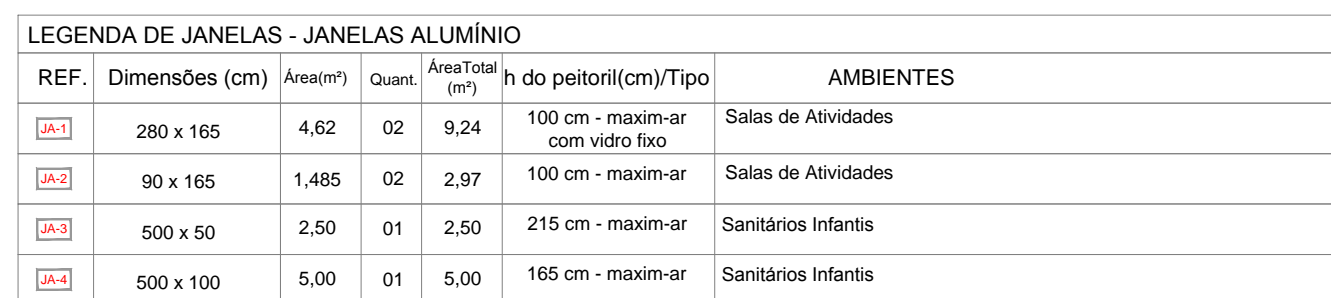 LEGENDA DE JANELAS - JANELAS ALUMÍNIO
REF. Dimensões (cm) Área(m²) Quant. ÁreaTotal (m²) h do peitoril(cm)/Tipo AMBIENTES
JA-1 280 x 165 4,62 02 9,24 100 cm - maxim-ar com vidro fixo Salas de Atividades
JA-2 90 x 165 1,485 02 2,97 100 cm - maxim-ar Salas de Atividades
JA-3 500 x 50 2,50 01 2,50 215 cm - maxim-ar Sanitários Infantis
JA-4 500 x 100 5,00 01 5,00 165 cm - maxim-ar Sanitários Infantis